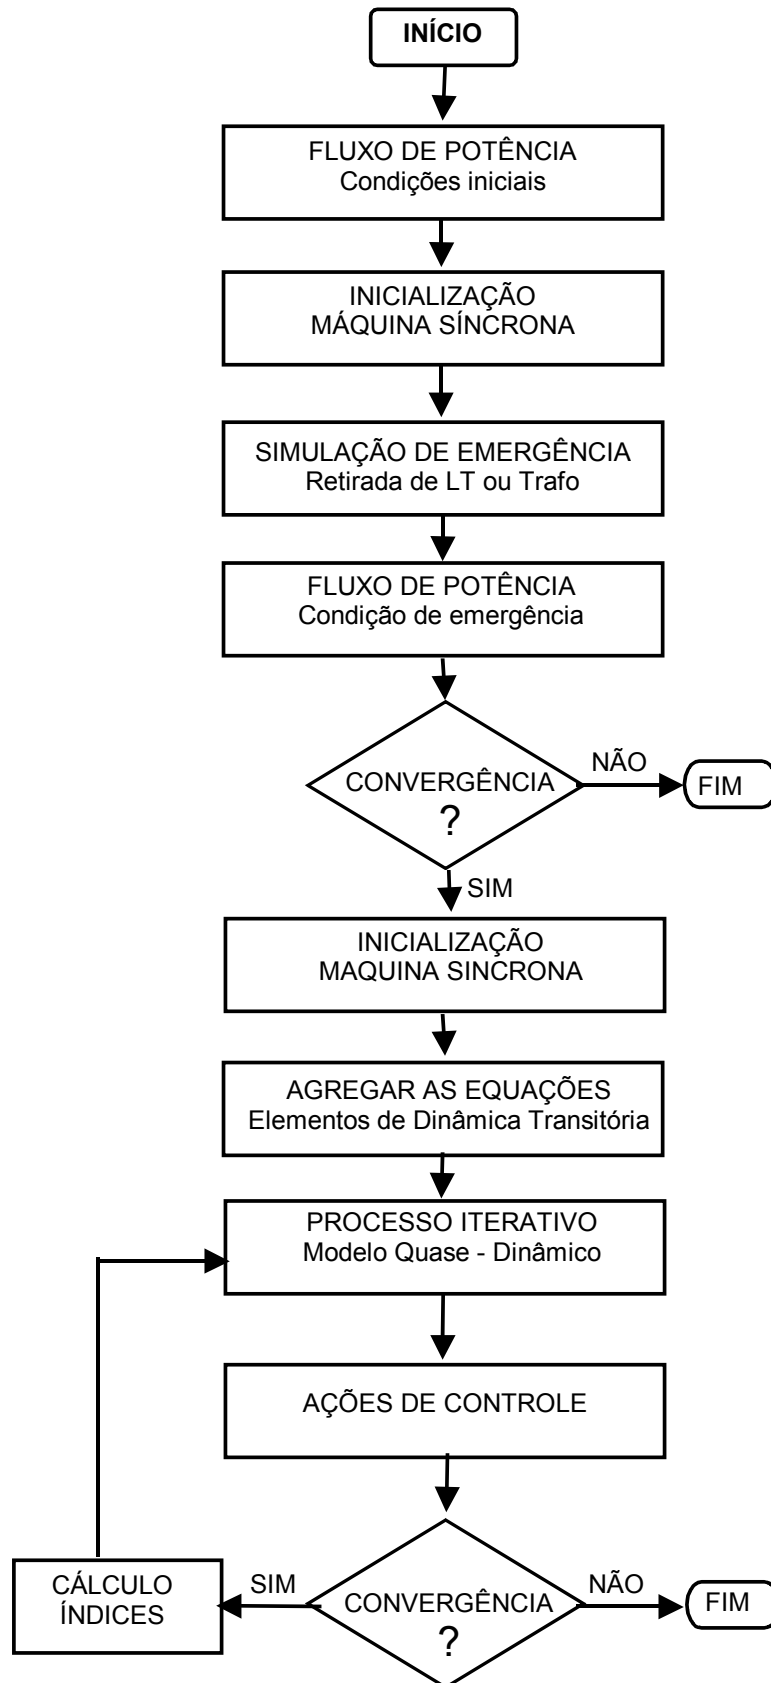 INÍCIO
FLUXO DE POTÊNCIA
Condições iniciais
INICIALIZAÇÃO
MÁQUINA SÍNCRONA
SIMULAÇÃO DE EMERGÊNCIA
Retirada de LT ou Trafo
FLUXO DE POTÊNCIA
Condição de emergência
CONVERGÊNCIA
?
NÃO
FIM
SIM
INICIALIZAÇÃO
MAQUINA SINCRONA
AGREGAR AS EQUAÇÕES
Elementos de Dinâmica Transitória
PROCESSO ITERATIVO
Modelo Quase - Dinâmico
AÇÕES DE CONTROLE
CÁLCULO
ÍNDICES
SIM
CONVERGÊNCIA
?
NÃO
FIM